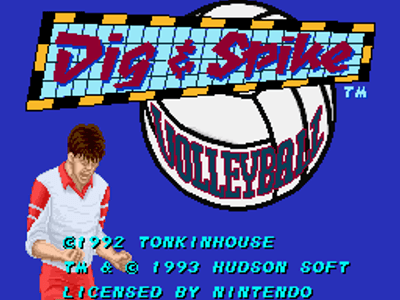 Dig & Spike
TM
VOLLEYBALL
©1992 TONKINHOUSE
TM & © 1993 HUDSON SOFT
LICENSED BY NINTENDO